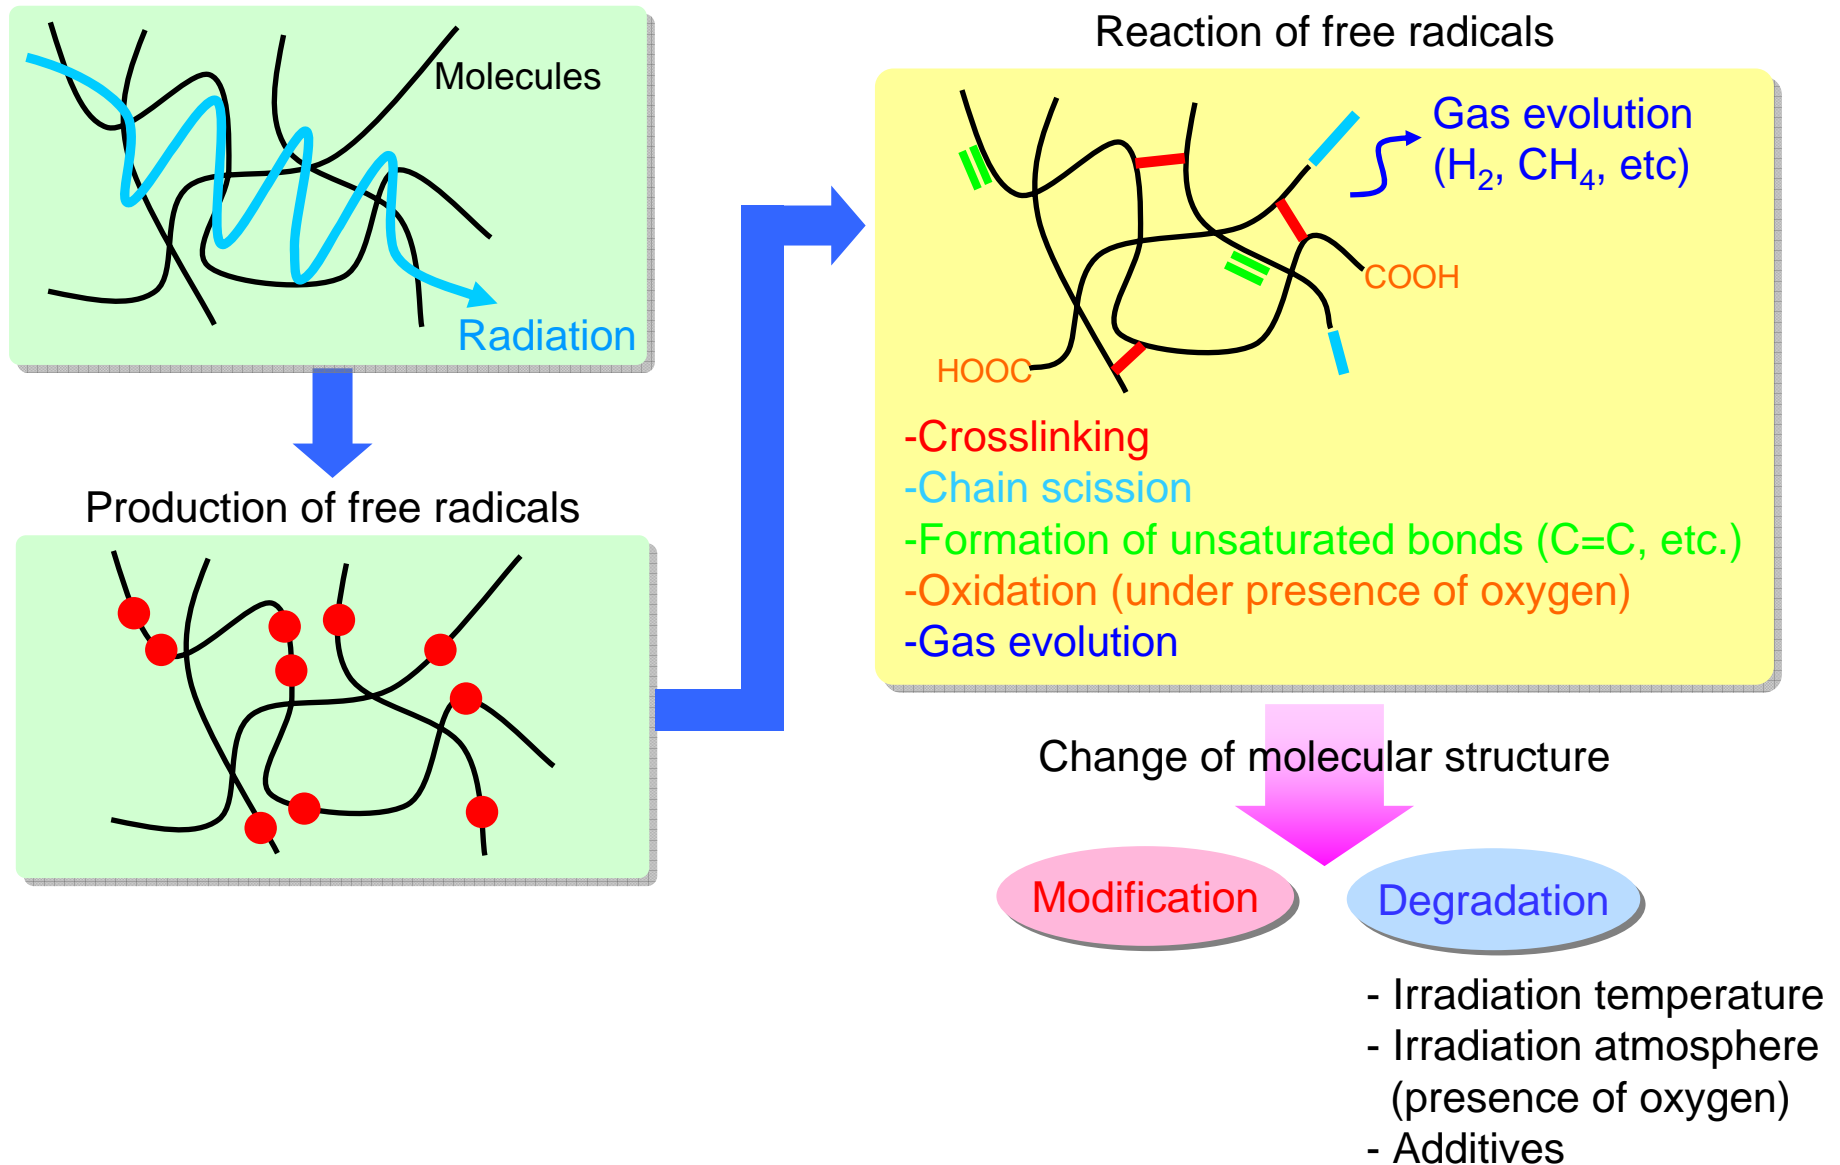 Molecules
Radiation
Production of free radicals
Reaction of free radicals
Gas evolution
(H₂, CH₄, etc)
COOH
HOOC
-Crosslinking
-Chain scission
-Formation of unsaturated bonds (C=C, etc.)
-Oxidation (under presence of oxygen)
-Gas evolution
Change of molecular structure
Modification
Degradation
- Irradiation temperature
- Irradiation atmosphere
(presence of oxygen)
- Additives